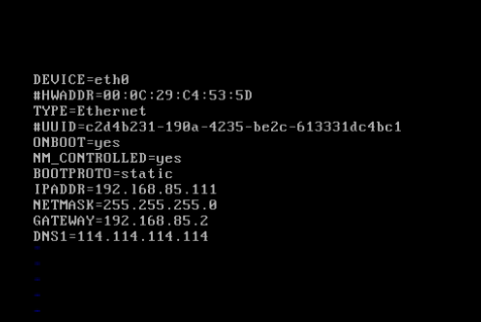 DEVICE=eth0
#HWADDR=00:0C:29:C4:53:5D
TYPE=Ethernet
#UUID=c2d4b231-190a-4235-be2c-613331dc4bc1
ONBOOT=yes
NM_CONTROLLED=yes
BOOTPROTO=static
IPADDR=192.168.85.111
NETMASK=255.255.255.0
GATEWAY=192.168.85.2
DNS1=114.114.114.114
~
~
~
~
~